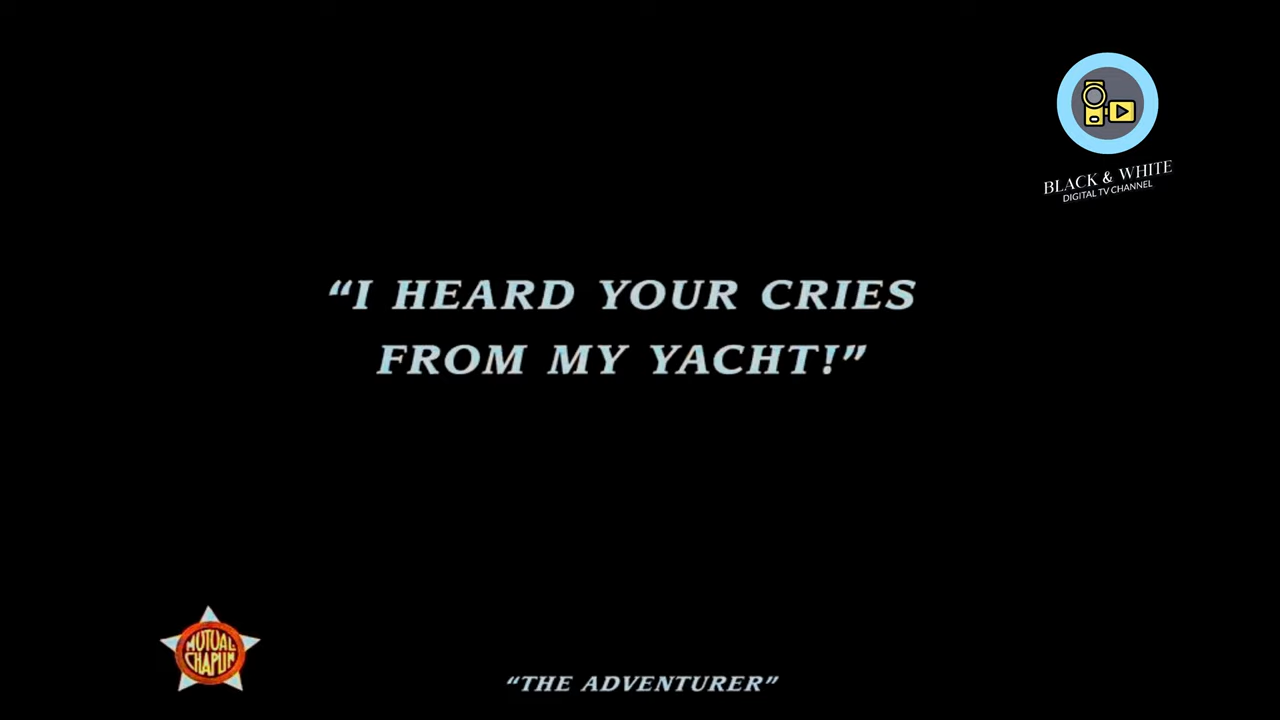 BLACK & WHITE
DIGITAL TV CHANNEL
“I HEARD YOUR CRIES
FROM MY YACHT!”
MUTUAL
CHAPLIN
“THE ADVENTURER”